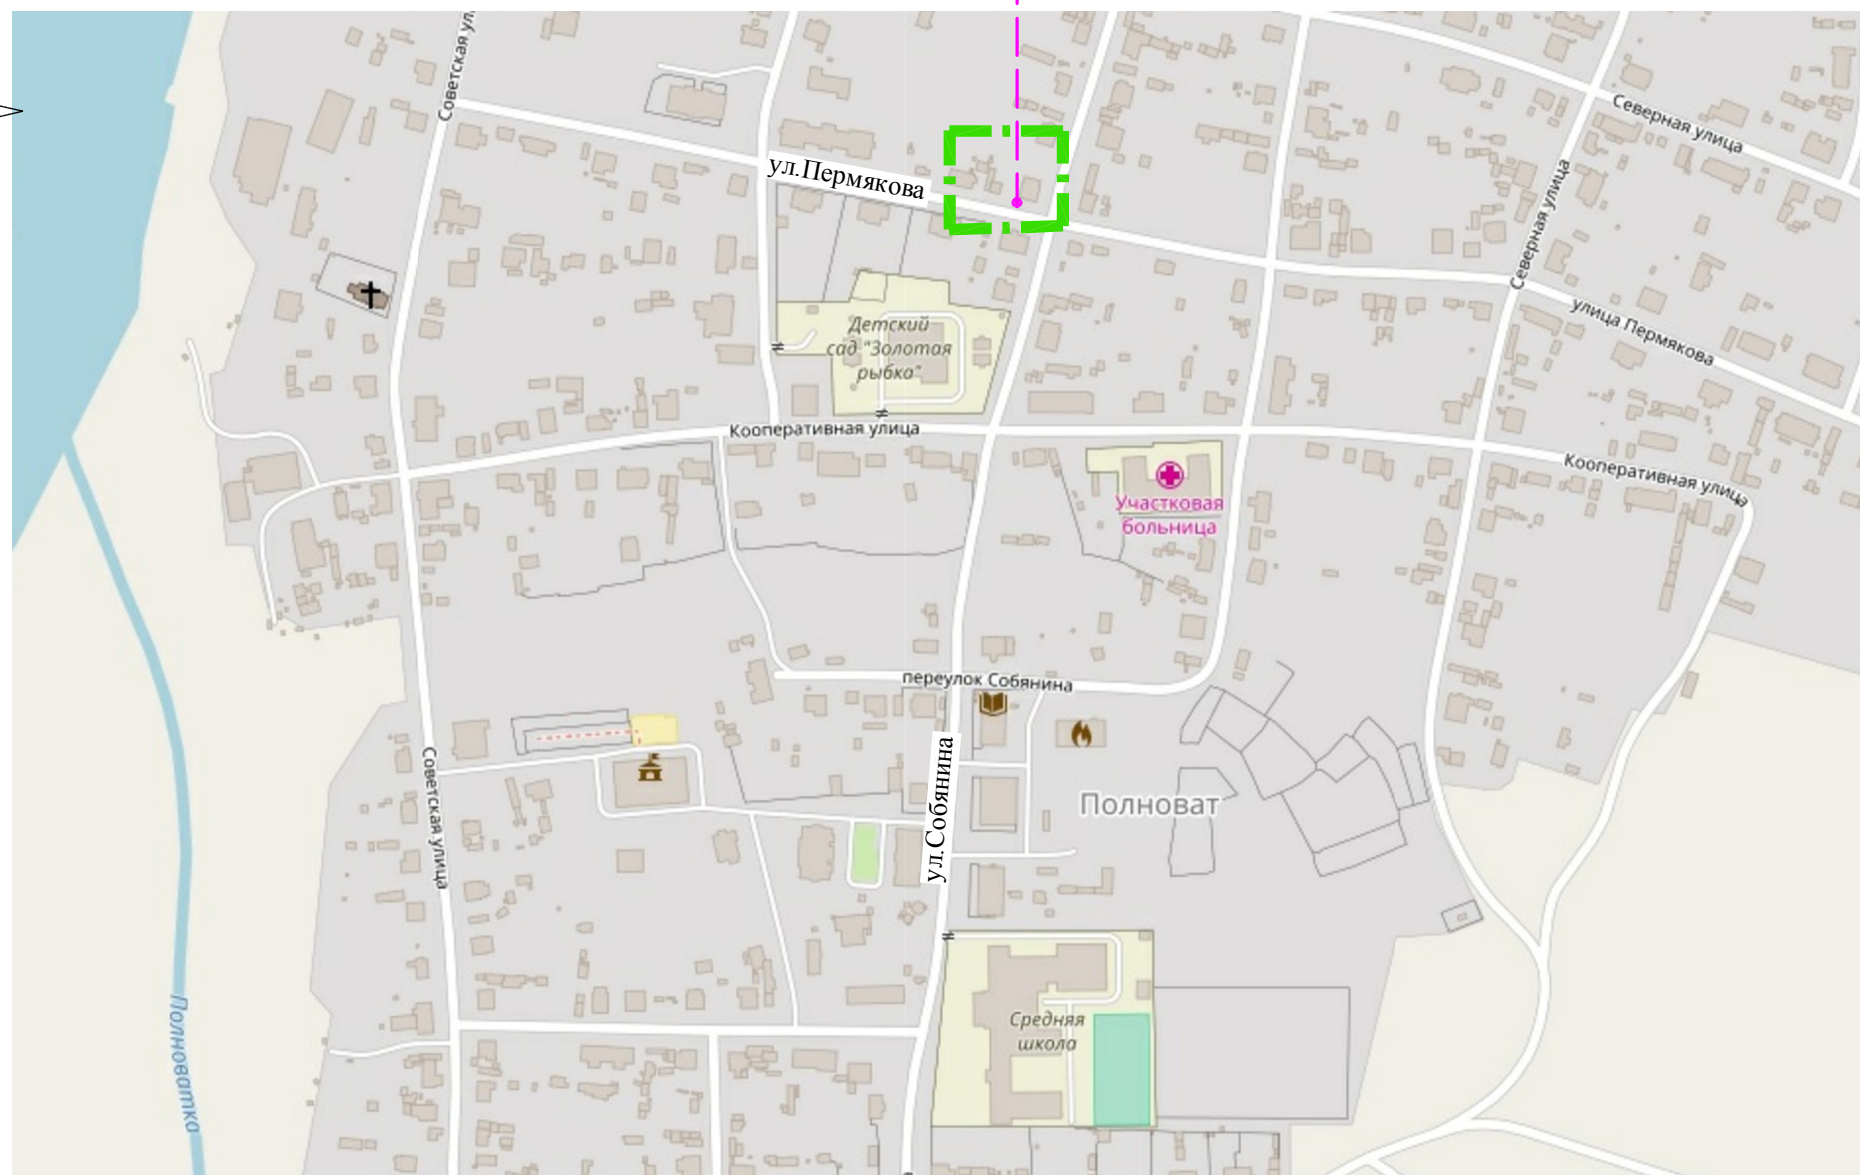 Советская ул
Северная улица
ул.Пермякова
Северная улица
улица Пермякова
Детский
сад "Золотая
рыбка"
Кооперативная улица
Кооперативная улица
Участковая
больница
переулок Собянина
Советская улица
ул.Собянина
Полноват
Средняя
школа
Полноватка